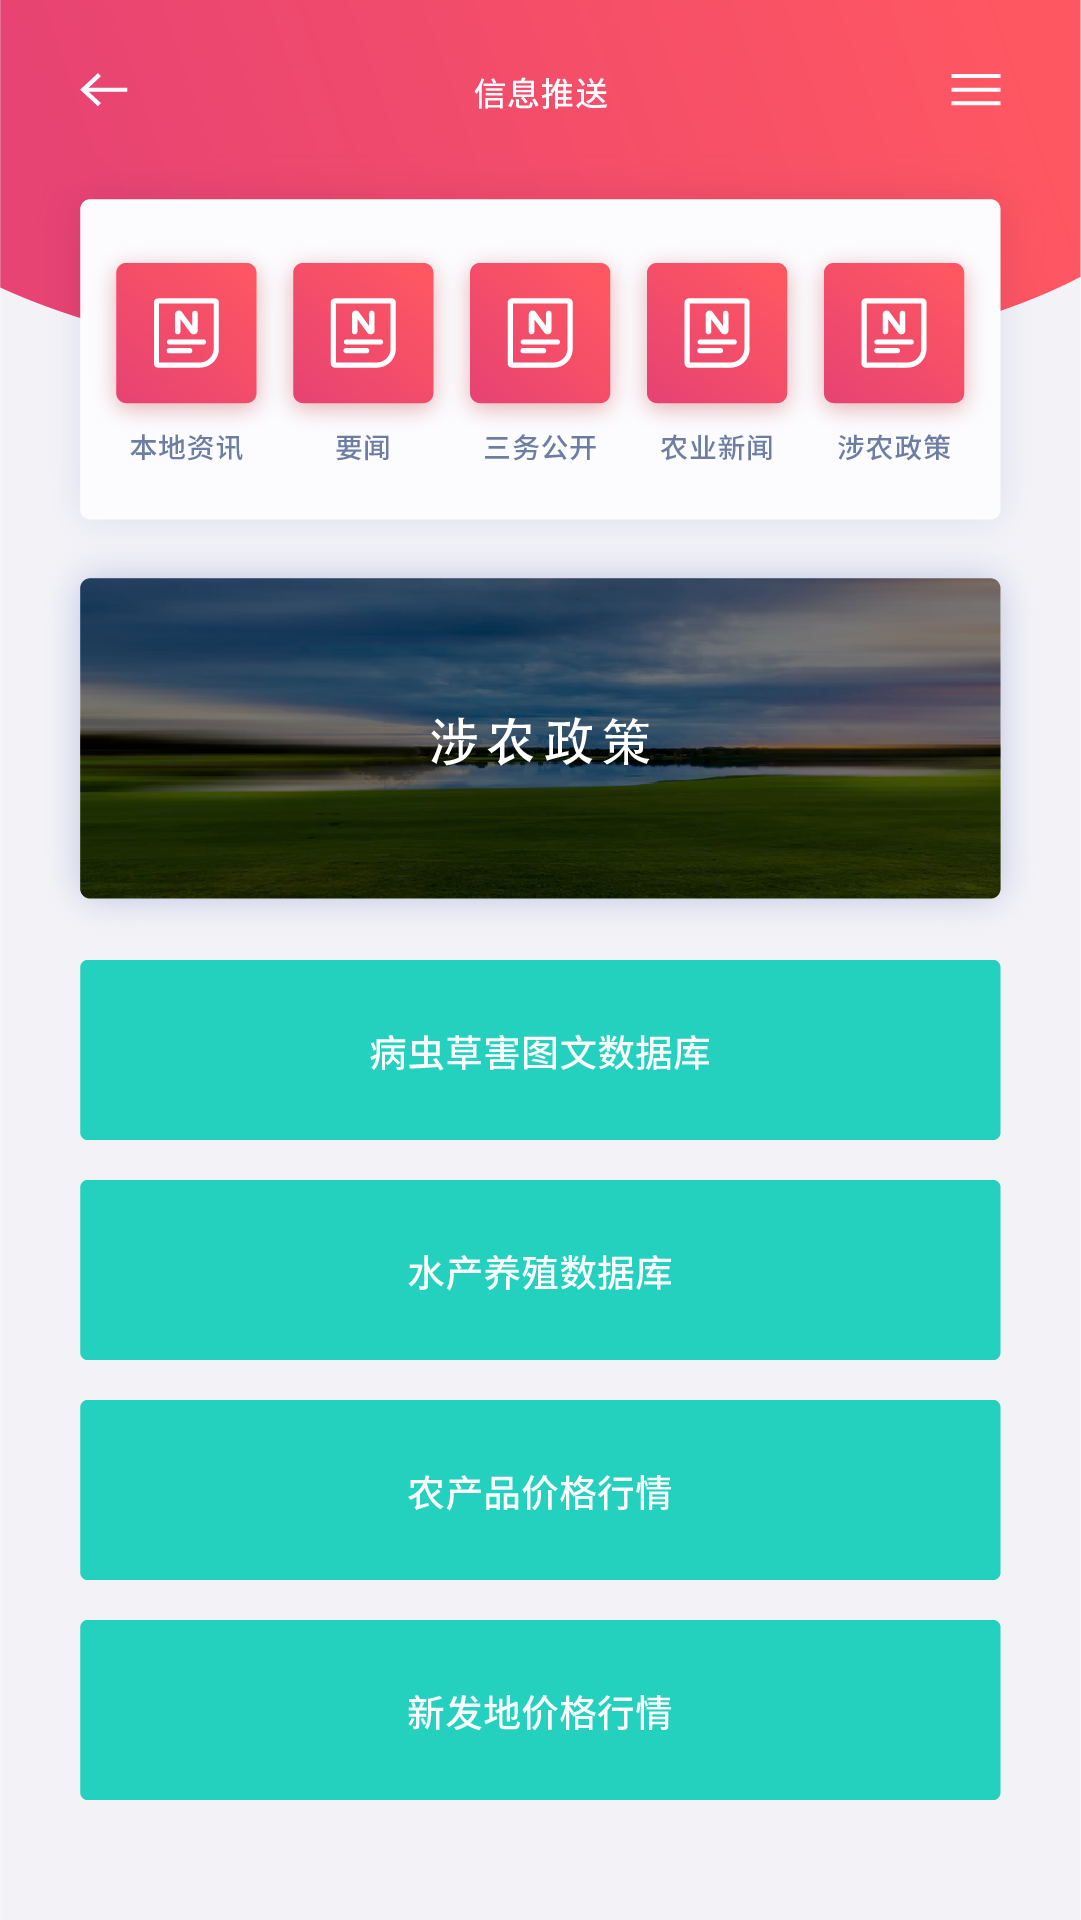 信息推送
N N N N N
本地资讯 要闻 三务公开 农业新闻 涉农政策
涉农政策
病虫草害图文数据库
水产养殖数据库
农产品价格行情
新发地价格行情